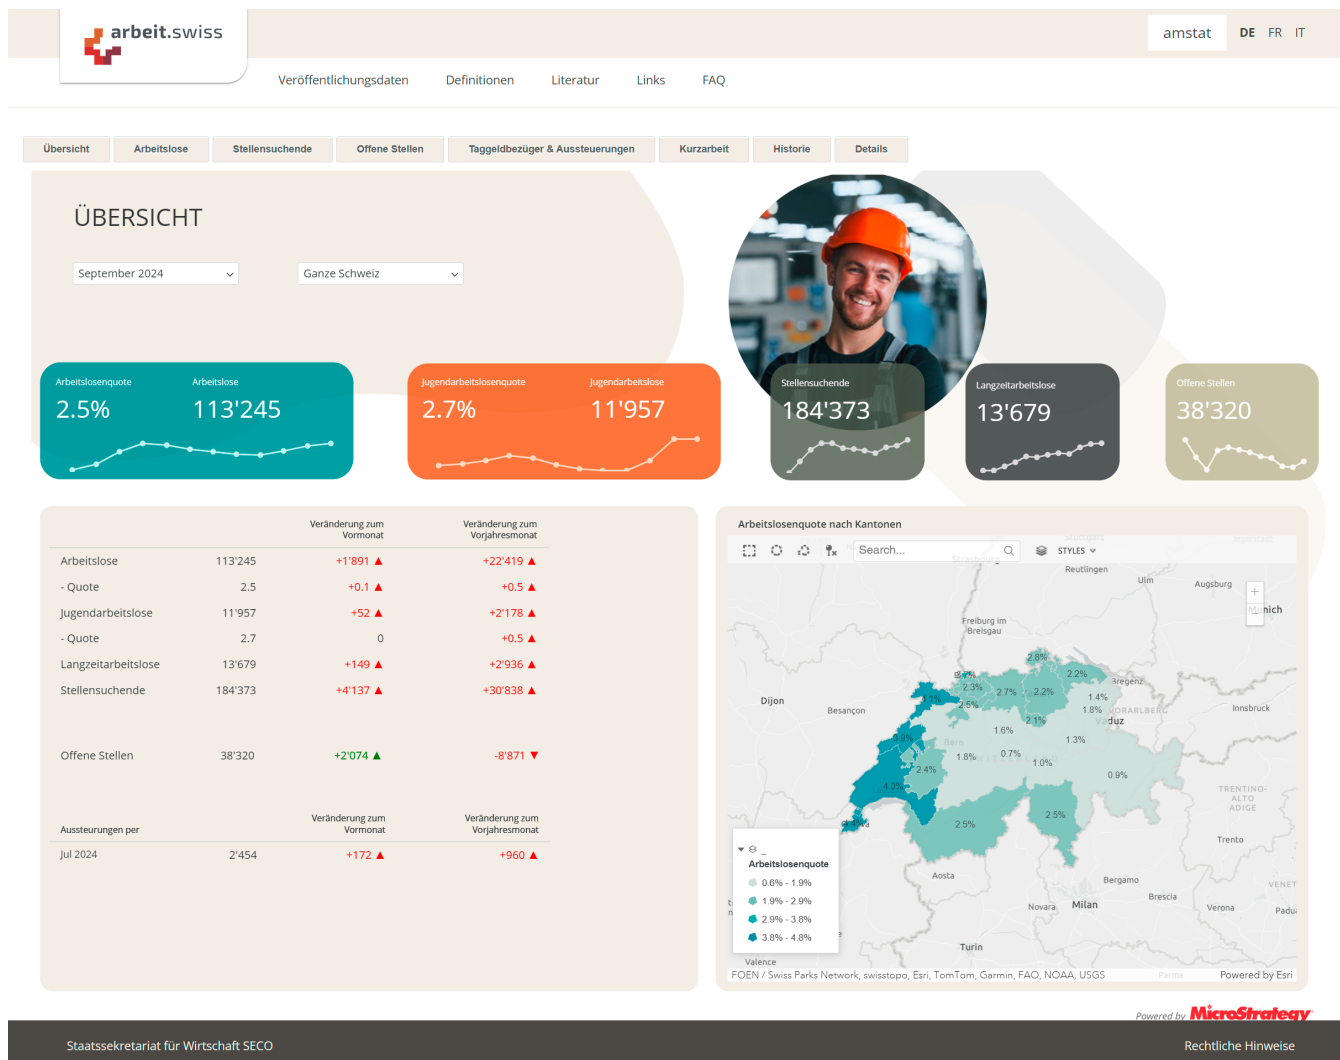 arbeit.swiss
amstat DE FR IT
Veröffentlichungsdaten Definitionen Literatur Links FAQ
Übersicht Arbeitslose Stellensuchende Offene Stellen Taggeldbezüger & Aussteuerungen Kurzarbeit Historie Details
ÜBERSICHT
September 2024 Ganze Schweiz
Arbeitslosenquote Arbeitslose
2.5% 113'245
Jugendarbeitslosenquote Jugendarbeitslose
2.7% 11'957
Stellensuchende
184'373
Langzeitarbeitslose
13'679
Offene Stellen
38'320
Veränderung zum Vormonat Veränderung zum Vorjahresmonat
Arbeitslose 113'245 +1'891 ▲ +22'419 ▲
- Quote 2.5 +0.1 ▲ +0.5 ▲
Jugendarbeitslose 11'957 +52 ▲ +2'178 ▲
- Quote 2.7 0 +0.5 ▲
Langzeitarbeitslose 13'679 +149 ▲ +2'936 ▲
Stellensuchende 184'373 +4'137 ▲ +30'838 ▲
Offene Stellen 38'320 +2'074 ▲ -8'871 ▼
Aussteurungen per Veränderung zum Vormonat Veränderung zum Vorjahresmonat
Jul 2024 2'454 +172 ▲ +960 ▲
Arbeitslosenquote nach Kantonen
Search... STYLES
Reutlingen
Ulm
Augsburg
Freiburg im
Breisgau
2.8%
2.2%
2.3% 2.7% 2.2%
Bregenz
1.4%
Dijon
Besançon
3.1% 2.5%
1.8% VORARLBERG
Innsbruck
2.1% Vaduz
1.6%
3.9% Bern 1.3%
1.8% 0.7% 1.0%
2.4% 0.9%
4.0%
TRENTINO-
ALTO
ADIGE
2.5%
4.4%
2.5%
Trento
Aosta
Bergamo
Brescia
Novara Milan
Verona
Turin
Valence
Arbeitslosenquote
0.6% - 1.9%
1.9% - 2.9%
2.9% - 3.8%
3.8% - 4.8%
FOEN / Swiss Parks Network, swisstopo, Esri, TomTom, Garmin, FAO, NOAA, USGS Parma Powered by Esri
Powered by MicroStrategy
Staatssekretariat für Wirtschaft SECO Rechtliche Hinweise